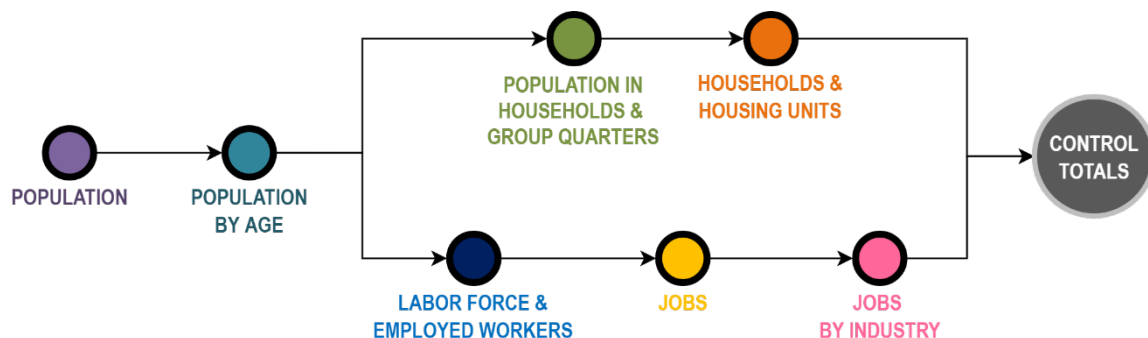 POPULATION
POPULATION
BY AGE
POPULATION IN
HOUSEHOLDS &
GROUP QUARTERS
HOUSEHOLDS &
HOUSING UNITS
LABOR FORCE &
EMPLOYED WORKERS
JOBS
JOBS
BY INDUSTRY
CONTROL
TOTALS